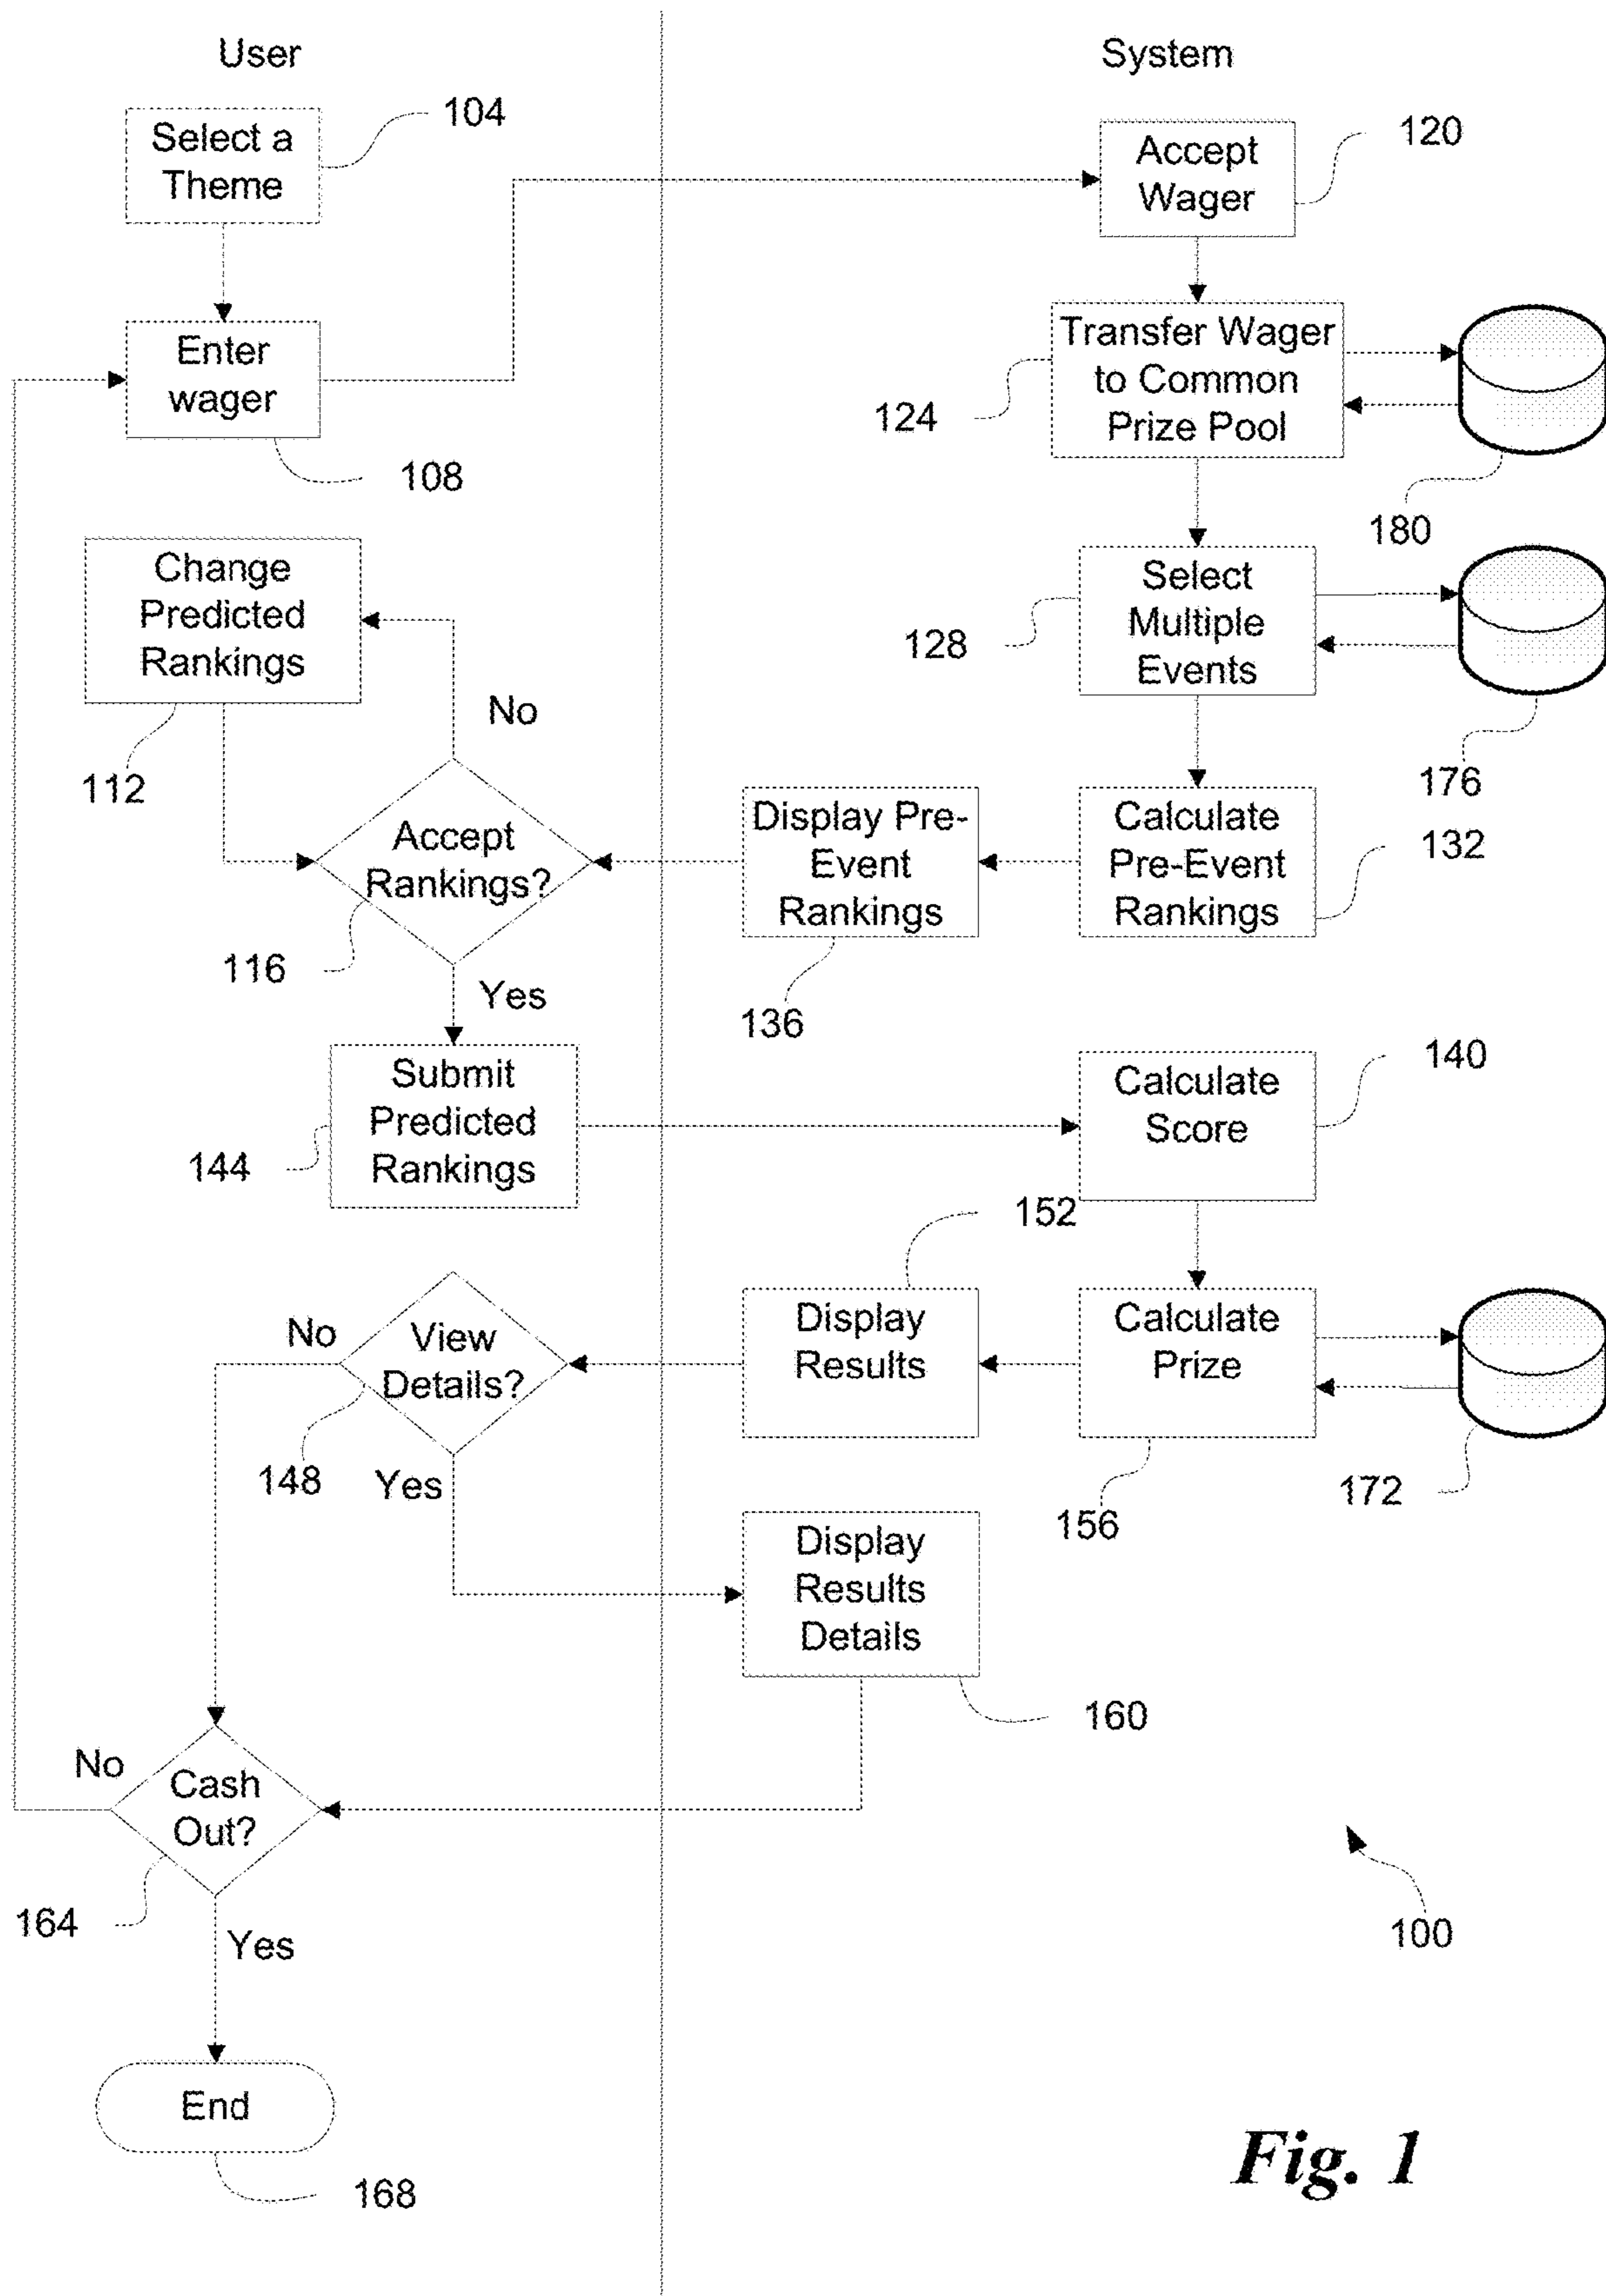 User
System
Select a
Theme
104
Accept
Wager
120
Enter
wager
108
Transfer Wager
to Common
Prize Pool
124
180
Change
Predicted
Rankings
112
No
Select
Multiple
Events
128
176
Accept
Rankings?
116
Yes
Display Pre-
Event
Rankings
136
Calculate
Pre-Event
Rankings
132
Submit
Predicted
Rankings
144
Calculate
Score
140
152
View
Details?
No
148
Yes
Display
Results
Calculate
Prize
156
172
Display
Results
Details
160
Cash
Out?
No
164
Yes
100
End
168
Fig. 1